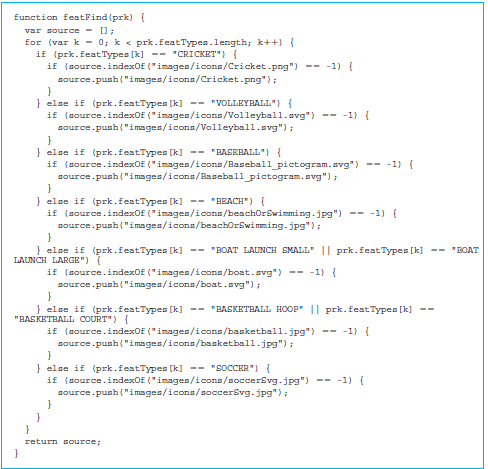 function featFind(prk) {
var source = [];
for (var k = 0; k < prk.featTypes.length; k++) {
if (prk.featTypes[k] == "CRICKET") {
if (source.indexOf("images/icons/Cricket.png") == -1) {
source.push("images/icons/Cricket.png");
}
} else if (prk.featTypes[k] == "VOLLEYBALL") {
if (source.indexOf("images/icons/Volleyball.svg") == -1) {
source.push("images/icons/Volleyball.svg");
}
} else if (prk.featTypes[k] == "BASEBALL") {
if (source.indexOf("images/icons/Baseball_pictogram.svg") == -1) {
source.push("images/icons/Baseball_pictogram.svg");
}
} else if (prk.featTypes[k] == "BEACH") {
if (source.indexOf("images/icons/beachOrSwimming.jpg") == -1) {
source.push("images/icons/beachOrSwimming.jpg");
}
} else if (prk.featTypes[k] == "BOAT LAUNCH SMALL" || prk.featTypes[k] == "BOAT
LAUNCH LARGE") {
if (source.indexOf("images/icons/boat.svg") == -1) {
source.push("images/icons/boat.svg");
}
} else if (prk.featTypes[k] == "BASKETBALL HOOP" || prk.featTypes[k] ==
"BASKETBALL COURT") {
if (source.indexOf("images/icons/basketball.jpg") == -1) {
source.push("images/icons/basketball.jpg");
}
} else if (prk.featTypes[k] == "SOCCER") {
if (source.indexOf("images/icons/soccerSvg.jpg") == -1) {
source.push("images/icons/soccerSvg.jpg");
}
}
}
return source;
}